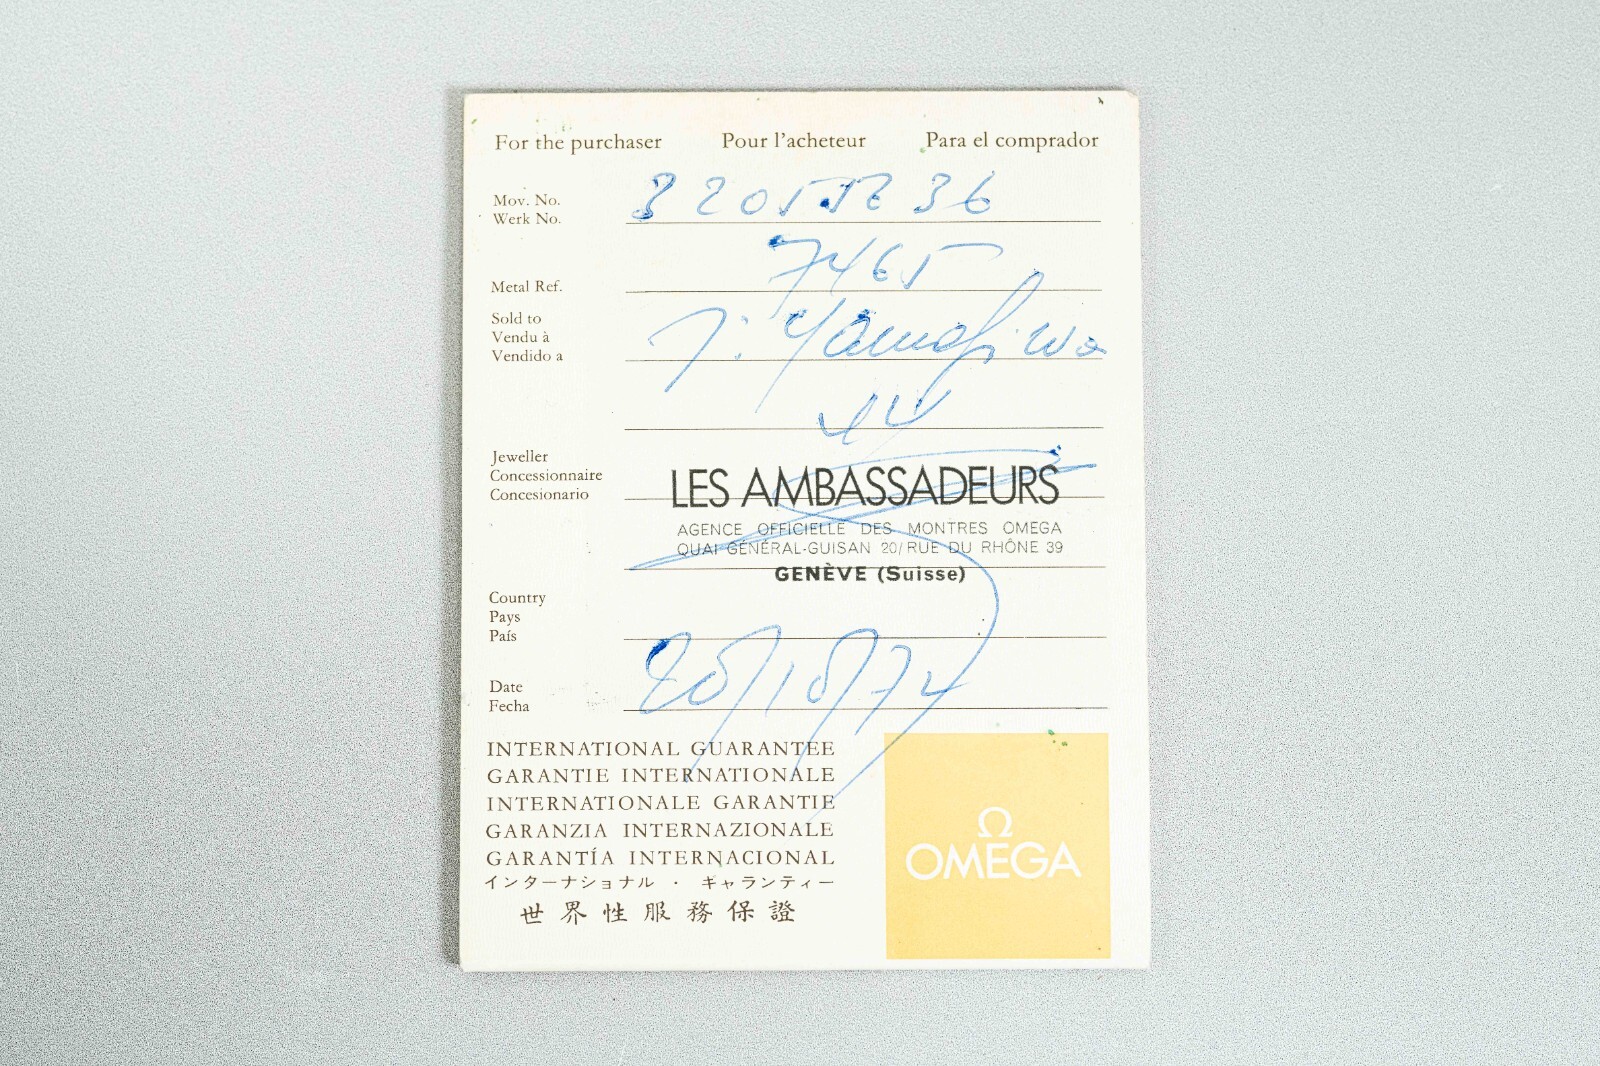 For the purchaser Pour l'acheteur Para el comprador
Mov. No.
Werk No.
7465
Metal Ref.
Sold to
Vendu à
Vendido a
Jeweller
Concessionnaire
Concesionario
LES AMBASSADEURS
AGENCE OFFICIELLE DES MONTRES OMEGA
QUAI GÉNÉRAL-GUISAN 20/RUE DU RHÔNE 39
GENÈVE (Suisse)
Country
Pays
País
Date
Fecha
INTERNATIONAL GUARANTEE
GARANTIE INTERNATIONALE
INTERNATIONALE GARANTIE
GARANZIA INTERNAZIONALE
GARANTÍA INTERNACIONAL
インターナショナル ・ ギャランティー
世界性服務保證
Ω
OMEGA